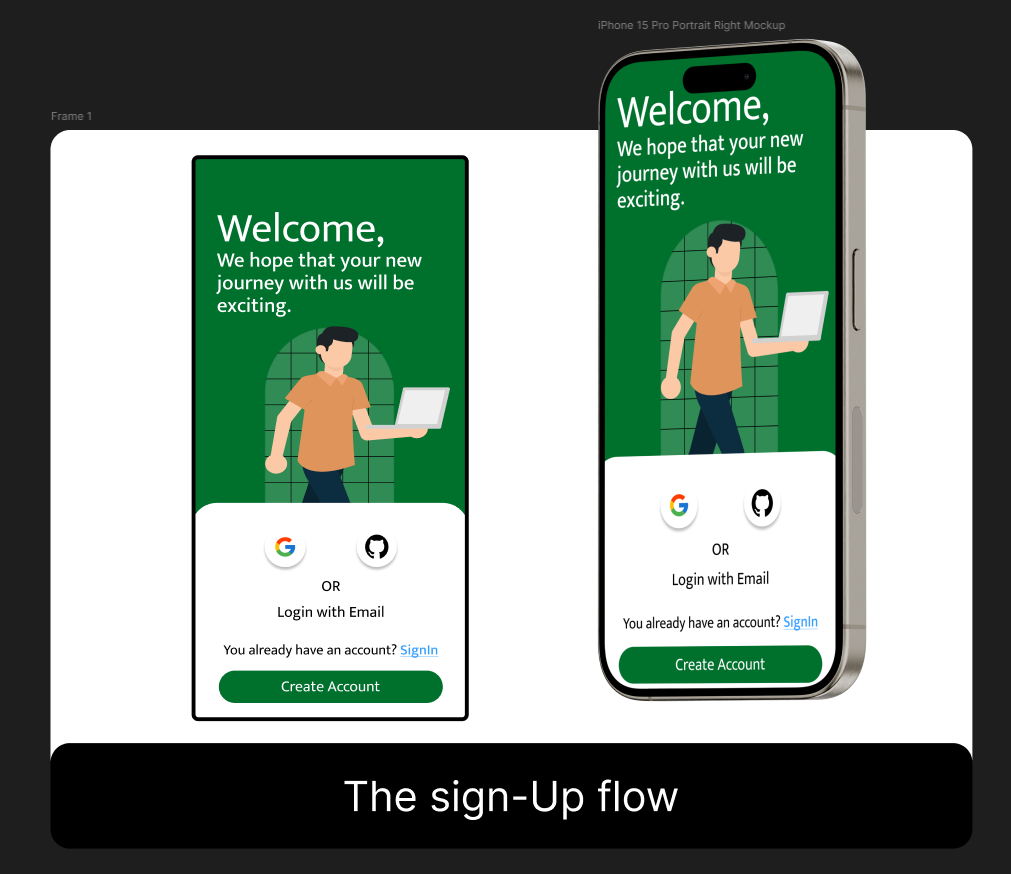 iPhone 15 Pro Portrait Right Mockup
Frame 1
Welcome,
We hope that your new
journey with us will be
exciting.
OR
Login with Email
You already have an account? SignIn
Create Account
Welcome,
We hope that your new
journey with us will be
exciting.
OR
Login with Email
You already have an account? SignIn
Create Account
The sign-Up flow